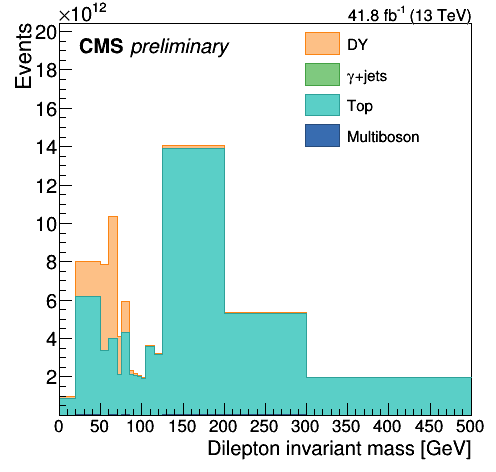 ×10¹²
41.8 fb⁻¹ (13 TeV)
Events
CMS preliminary
DY
γ+jets
Top
Multiboson
20
18
16
14
12
10
8
6
4
2
0 50 100 150 200 250 300 350 400 450 500
Dilepton invariant mass [GeV]